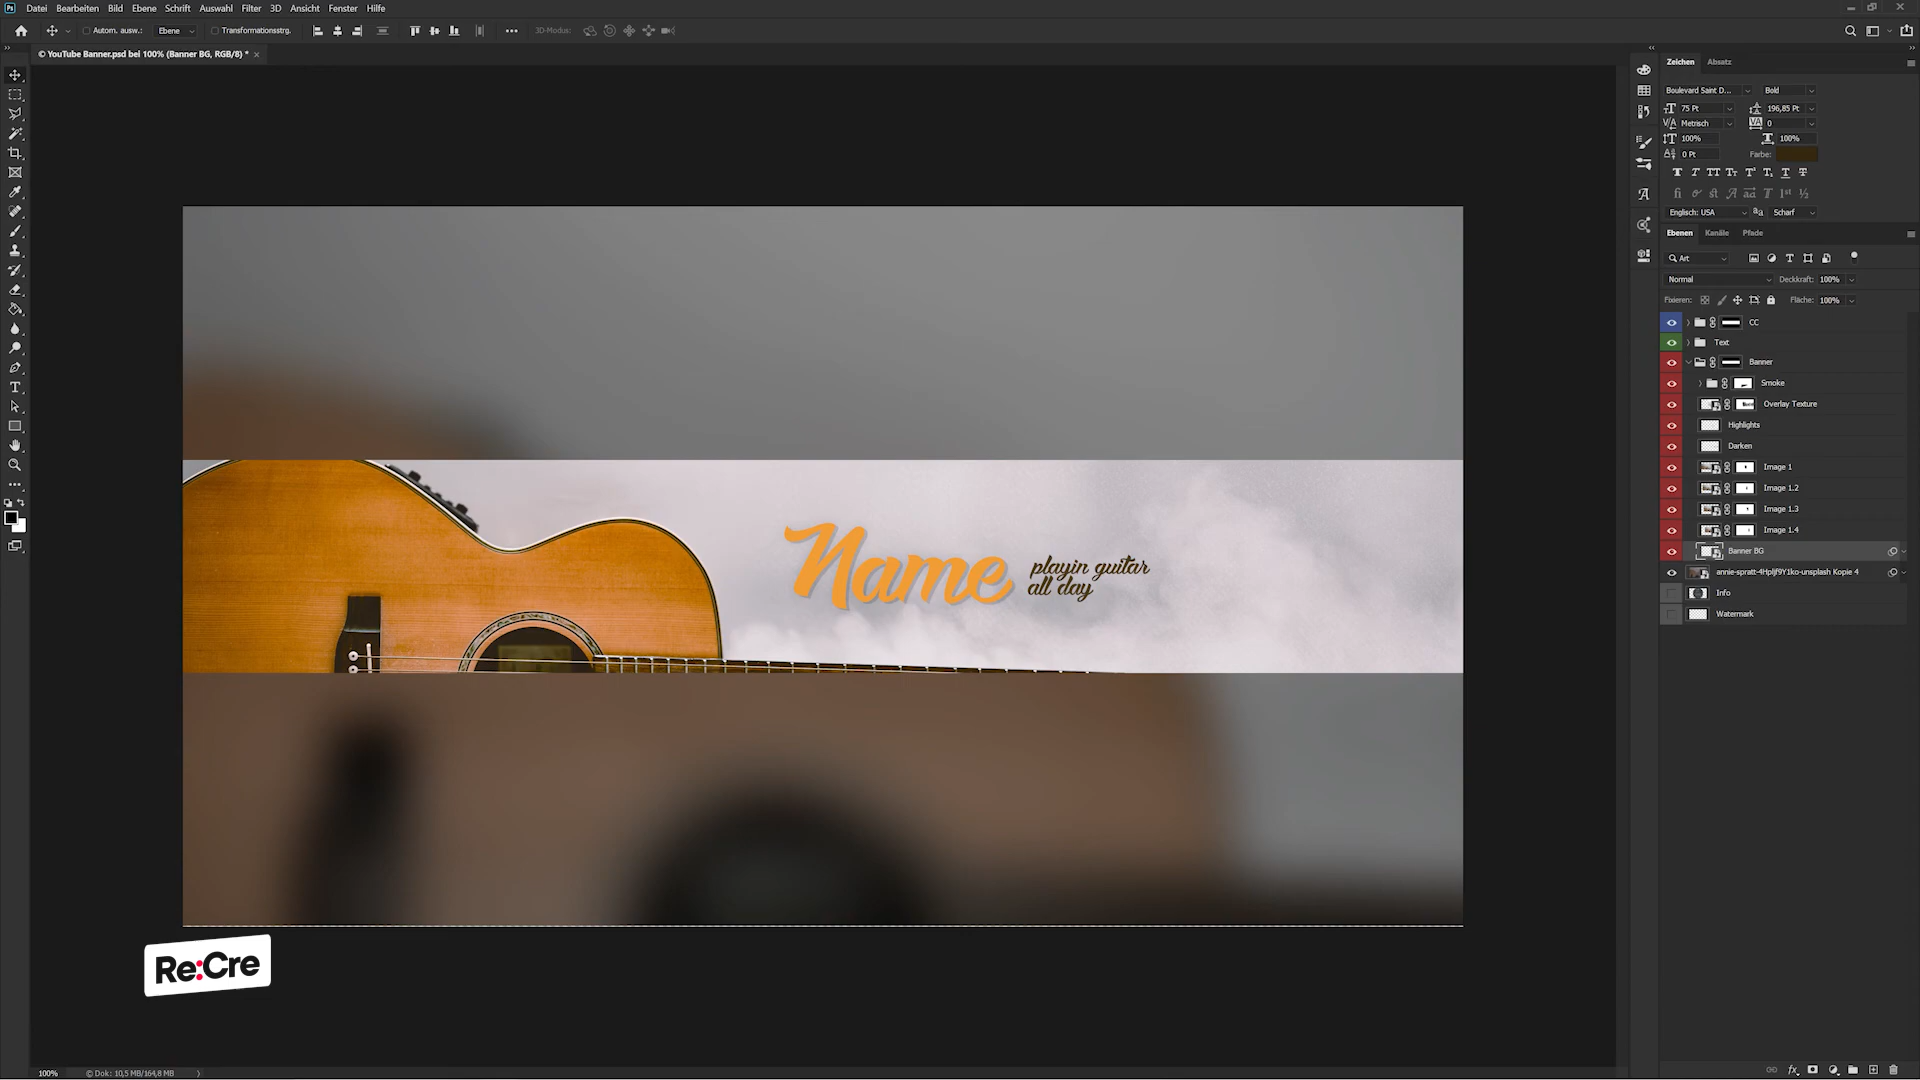 Datei Bearbeiten Bild Ebene Schrift Auswahl Filter 3D Ansicht Fenster Hilfe
Autom. ausw.: Ebene Transformationsstrg. 3D-Modus:
© YouTube Banner.psd bei 100% (Banner BG, RGB/8) *
Zeichen Absatz
Boulevard Saint D... Bold
75 Pt 196,85 Pt
Metrisch 0
100% 100%
0 Pt Farbe:
Englisch: USA Scharf
Ebenen Kanäle Pfade
Art
Normal Deckkraft: 100%
Fixieren: Fläche: 100%
CC
Text
Banner
Smoke
Overlay Texture
Highlights
Darken
Image 1
Image 1.2
Image 1.3
Image 1.4
Banner BG
annie-spratt-4HpIjf9Y1ko-unsplash Kopie 4
Info
Watermark
Name
playin guitar
all day
Re:Cre
100% © Dok: 10,5 MB/164,8 MB